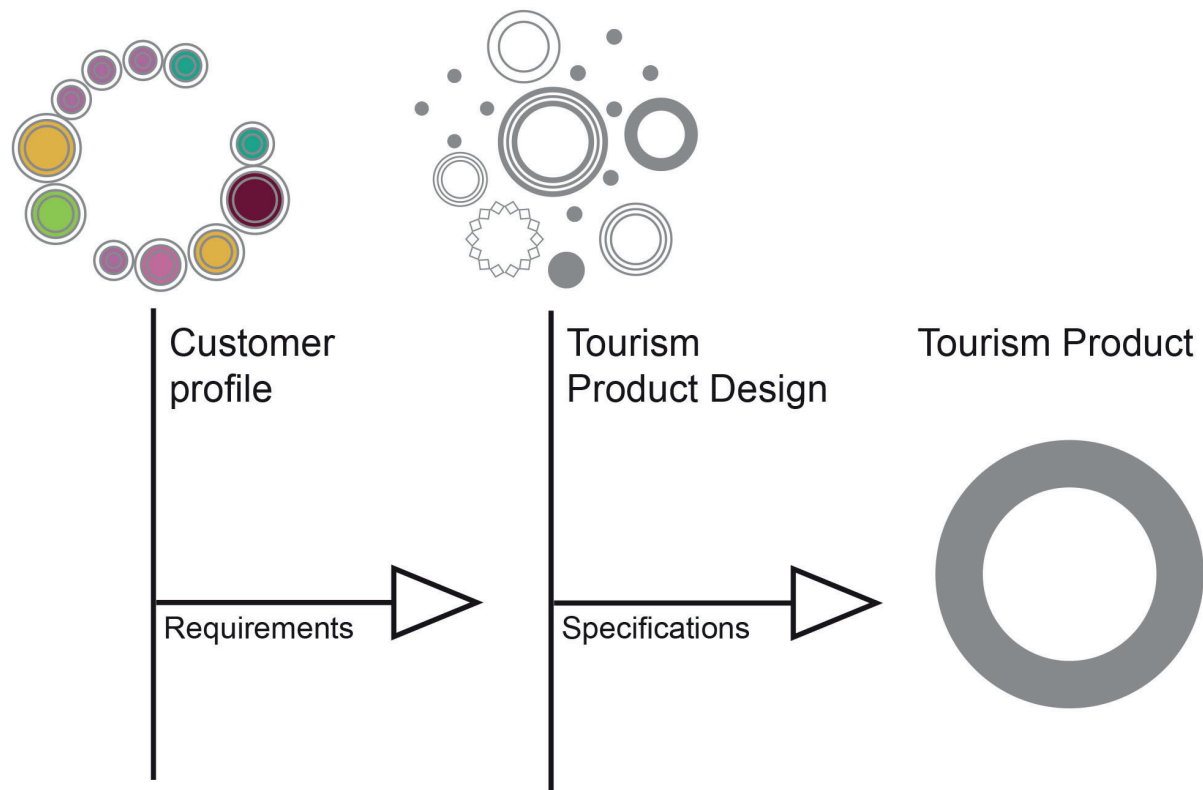 Customer
profile
Tourism
Product Design
Tourism Product
Requirements
Specifications